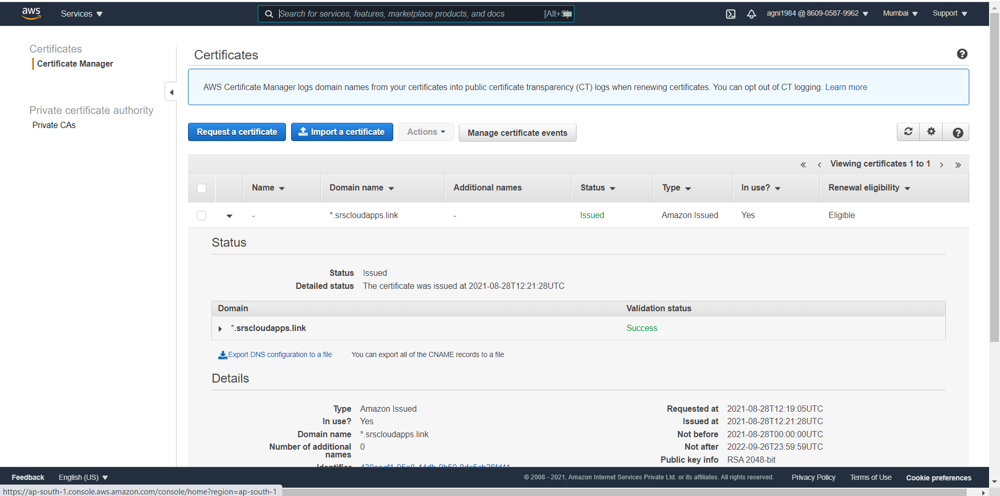 aws Services Search for services, features, marketplace products, and docs [Alt+S] agni1984 @ 8609-0587-9962 Mumbai Support
Certificates
Certificate Manager
Private certificate authority
Private CAs
Certificates
AWS Certificate Manager logs domain names from your certificates into public certificate transparency (CT) logs when renewing certificates. You can opt out of CT logging. Learn more
Request a certificate Import a certificate Actions Manage certificate events
« ‹ Viewing certificates 1 to 1 › »
Name Domain name Additional names Status Type In use? Renewal eligibility
- *.srscloudapps.link - Issued Amazon Issued Yes Eligible
Status
Status Issued
Detailed status The certificate was issued at 2021-08-28T12:21:28UTC
Domain Validation status
*.srscloudapps.link Success
Export DNS configuration to a file You can export all of the CNAME records to a file
Details
Type Amazon Issued
In use? Yes
Domain name *.srscloudapps.link
Number of additional
names 0
Identifier
Requested at 2021-08-28T12:19:05UTC
Issued at 2021-08-28T12:21:28UTC
Not before 2021-08-28T00:00:00UTC
Not after 2022-09-26T23:59:59UTC
Public key info RSA 2048-bit
Feedback English (US) © 2008 - 2021, Amazon Internet Services Private Ltd. or its affiliates. All rights reserved. Privacy Policy Terms of Use Cookie preferences
https://ap-south-1.console.aws.amazon.com/console/home?region=ap-south-1